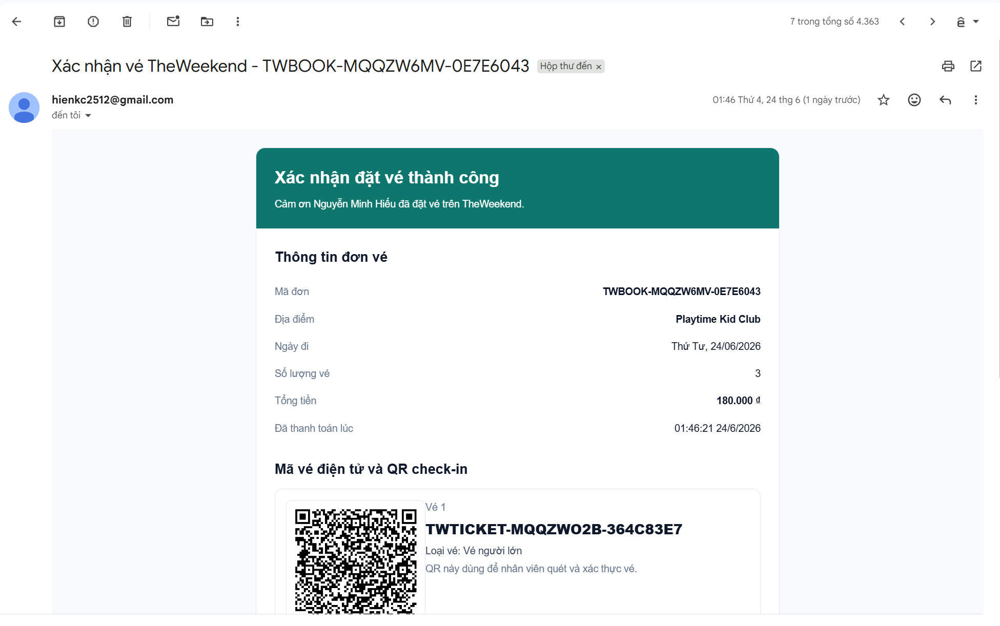 7 trong tổng số 4.363
ê
Xác nhận vé TheWeekend - TWBOOK-MQQZW6MV-0E7E6043
Hộp thư đến ×
hienkc2512@gmail.com
01:46 Thứ 4, 24 thg 6 (1 ngày trước)
đến tôi
Xác nhận đặt vé thành công
Cảm ơn Nguyễn Minh Hiếu đã đặt vé trên TheWeekend.
Thông tin đơn vé
Mã đơn TWBOOK-MQQZW6MV-0E7E6043
Địa điểm Playtime Kid Club
Ngày đi Thứ Tư, 24/06/2026
Số lượng vé 3
Tổng tiền 180.000 ₫
Đã thanh toán lúc 01:46:21 24/6/2026
Mã vé điện tử và QR check-in
Vé 1
TWTICKET-MQQZWO2B-364C83E7
Loại vé: Vé người lớn
QR này dùng để nhân viên quét và xác thực vé.